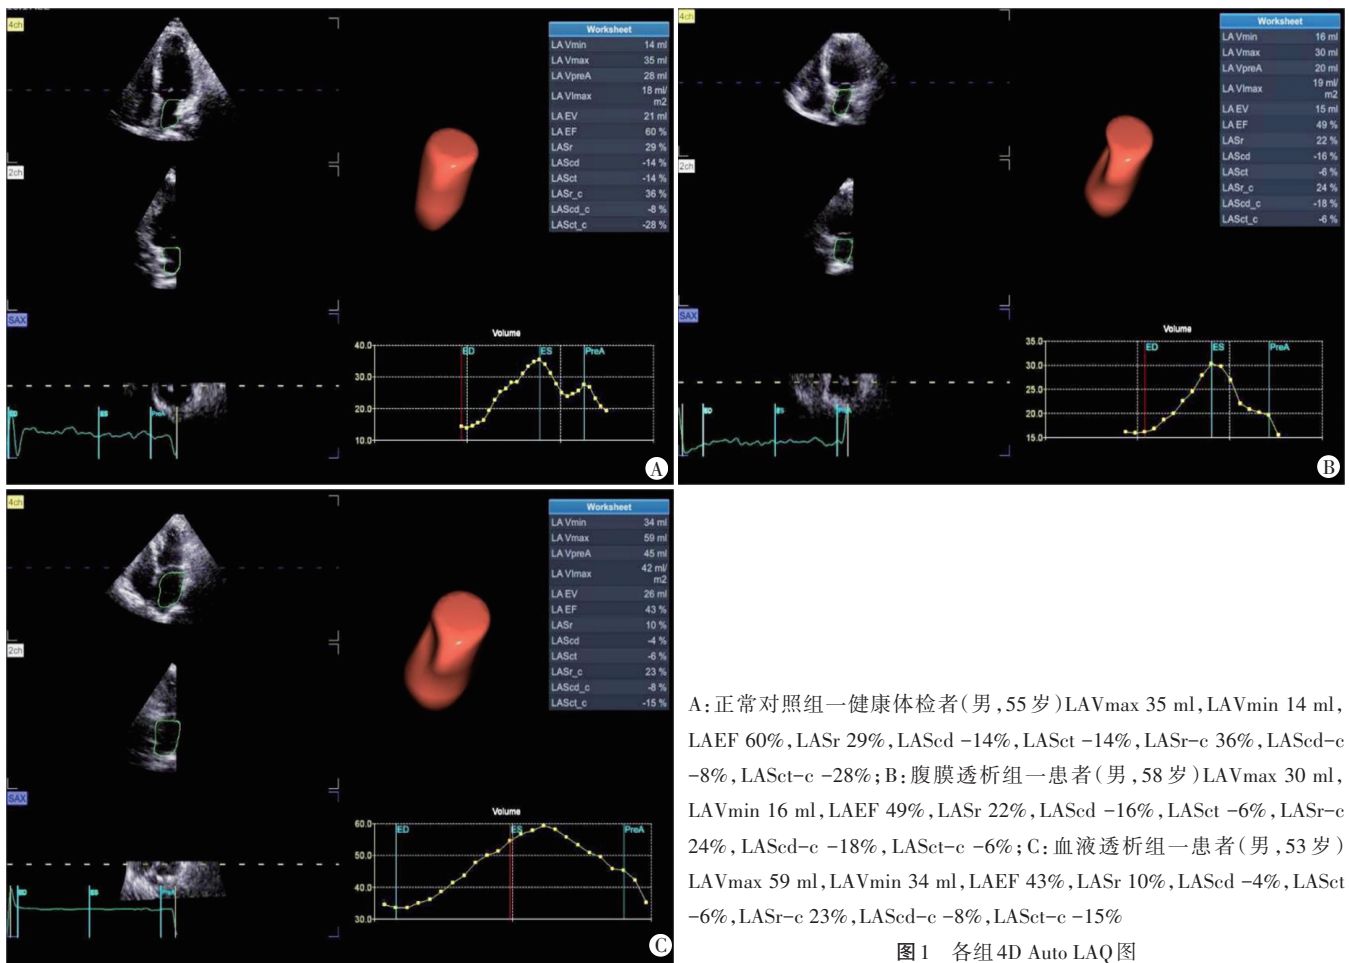 4ch
2ch
SAX
ED
ES
PreA
Worksheet
LA Vmin 14 ml
LA Vmax 35 ml
LA VpreA 28 ml
LA VImax 18 ml/
m2
LA EV 21 ml
LA EF 60 %
LASr 29 %
LAScd -14 %
LASct -14 %
LASr_c 36 %
LAScd_c -8 %
LASct_c -28 %
Volume
40.0
30.0
20.0
10.0
ED
ES
PreA
A
4ch
2ch
SAX
ED
ES
PreA
Worksheet
LA Vmin 16 ml
LA Vmax 30 ml
LA VpreA 20 ml
LA VImax 19 ml/
m2
LA EV 15 ml
LA EF 49 %
LASr 22 %
LAScd -16 %
LASct -6 %
LASr_c 24 %
LAScd_c -18 %
LASct_c -6 %
Volume
35.0
30.0
25.0
20.0
15.0
ED
ES
PreA
B
4ch
2ch
SAX
ED
ES
PreA
Worksheet
LA Vmin 34 ml
LA Vmax 59 ml
LA VpreA 45 ml
LA VImax 42 ml/
m2
LA EV 26 ml
LA EF 43 %
LASr 10 %
LAScd -4 %
LASct -6 %
LASr_c 23 %
LAScd_c -8 %
LASct_c -15 %
Volume
60.0
50.0
40.0
30.0
ED
ES
PreA
C
A:正常对照组一健康体检者(男,55岁)LAVmax 35 ml,LAVmin 14 ml,
LAEF 60%,LASr 29%,LAScd -14%,LASct -14%,LASr-c 36%,LAScd-c
-8%,LASct-c -28%;B:腹膜透析组一患者(男,58岁)LAVmax 30 ml,
LAVmin 16 ml,LAEF 49%,LASr 22%,LAScd -16%,LASct -6%,LASr-c
24%,LAScd-c -18%,LASct-c -6%;C:血液透析组一患者(男,53岁)
LAVmax 59 ml,LAVmin 34 ml,LAEF 43%,LASr 10%,LAScd -4%,LASct
-6%,LASr-c 23%,LAScd-c -8%,LASct-c -15%
图1 各组4D Auto LAQ图